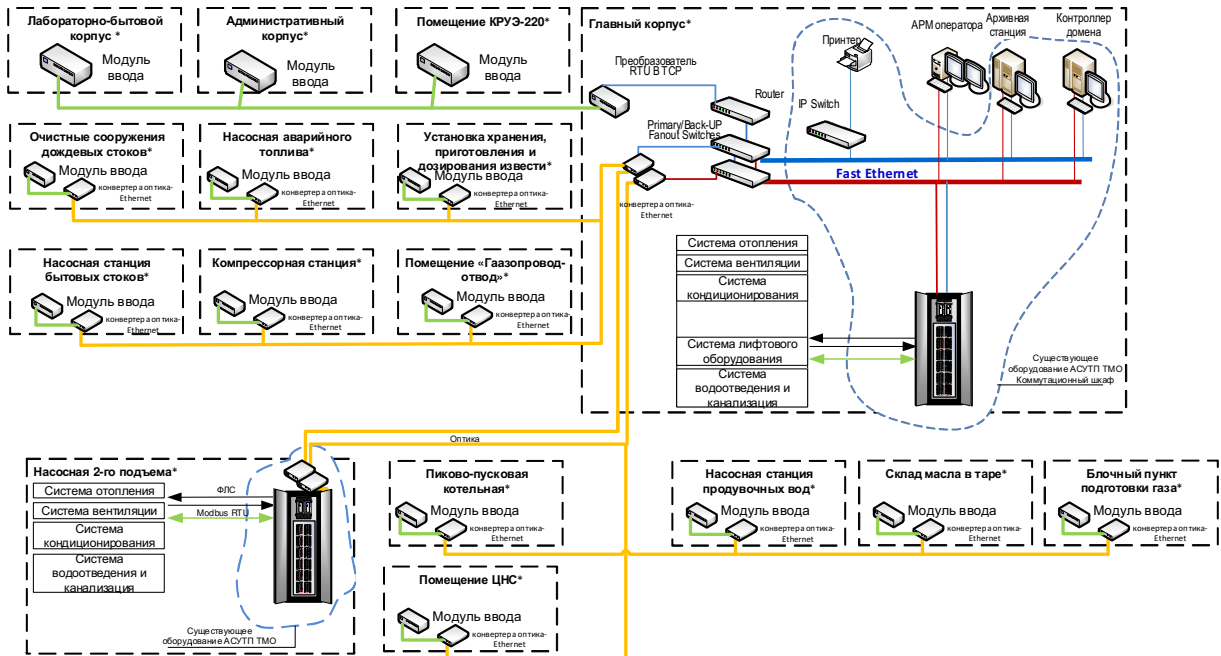 Лабораторно-бытовой
корпус *
Модуль
ввода
Административный
корпус*
Модуль
ввода
Помещение КРУЭ-220*
Модуль
ввода
Главный корпус*
Преобразователь
RTU В TCP
Router
Primary/Back-UP
Fanout Switches
конвертера оптика-
Ethernet
Принтер
IP Switch
АРМ оператора
Архивная
станция
Контроллер
домена
Fast Ethernet
Система отопления
Система вентиляции
Система
кондиционирования
Система лифтового
оборудования
Система
водоотведения и
канализация
Существующее
оборудование АСУТП ТМО
Коммутационный шкаф
Очистные сооружения
дождевых стоков*
Модуль ввода
конвертера оптика-
Ethernet
Насосная аварийного
топлива*
Модуль ввода
конвертера оптика-
Ethernet
Установка хранения,
приготовления и
дозирования извести*
Модуль ввода
конвертера оптика-
Ethernet
Насосная станция
бытовых стоков*
Модуль ввода
конвертера оптика-
Ethernet
Компрессорная станция*
Модуль ввода
конвертера оптика-
Ethernet
Помещение «Гаазопровод-
отвод»*
Модуль ввода
конвертера оптика-
Ethernet
Оптика
Насосная 2-го подъема*
Система отопления
Система вентиляции
Система
кондиционирования
Система
водоотведения и
канализация
ФЛС
Modbus RTU
Существующее
оборудование АСУТП ТМО
Пиково-пусковая
котельная*
Модуль ввода
конвертера оптика-
Ethernet
Насосная станция
продувочных вод*
Модуль ввода
конвертера оптика-
Ethernet
Склад масла в таре*
Модуль ввода
конвертера оптика-
Ethernet
Блочный пункт
подготовки газа*
Модуль ввода
конвертера оптика-
Ethernet
Помещение ЦНС*
Модуль ввода
конвертера оптика-
Ethernet